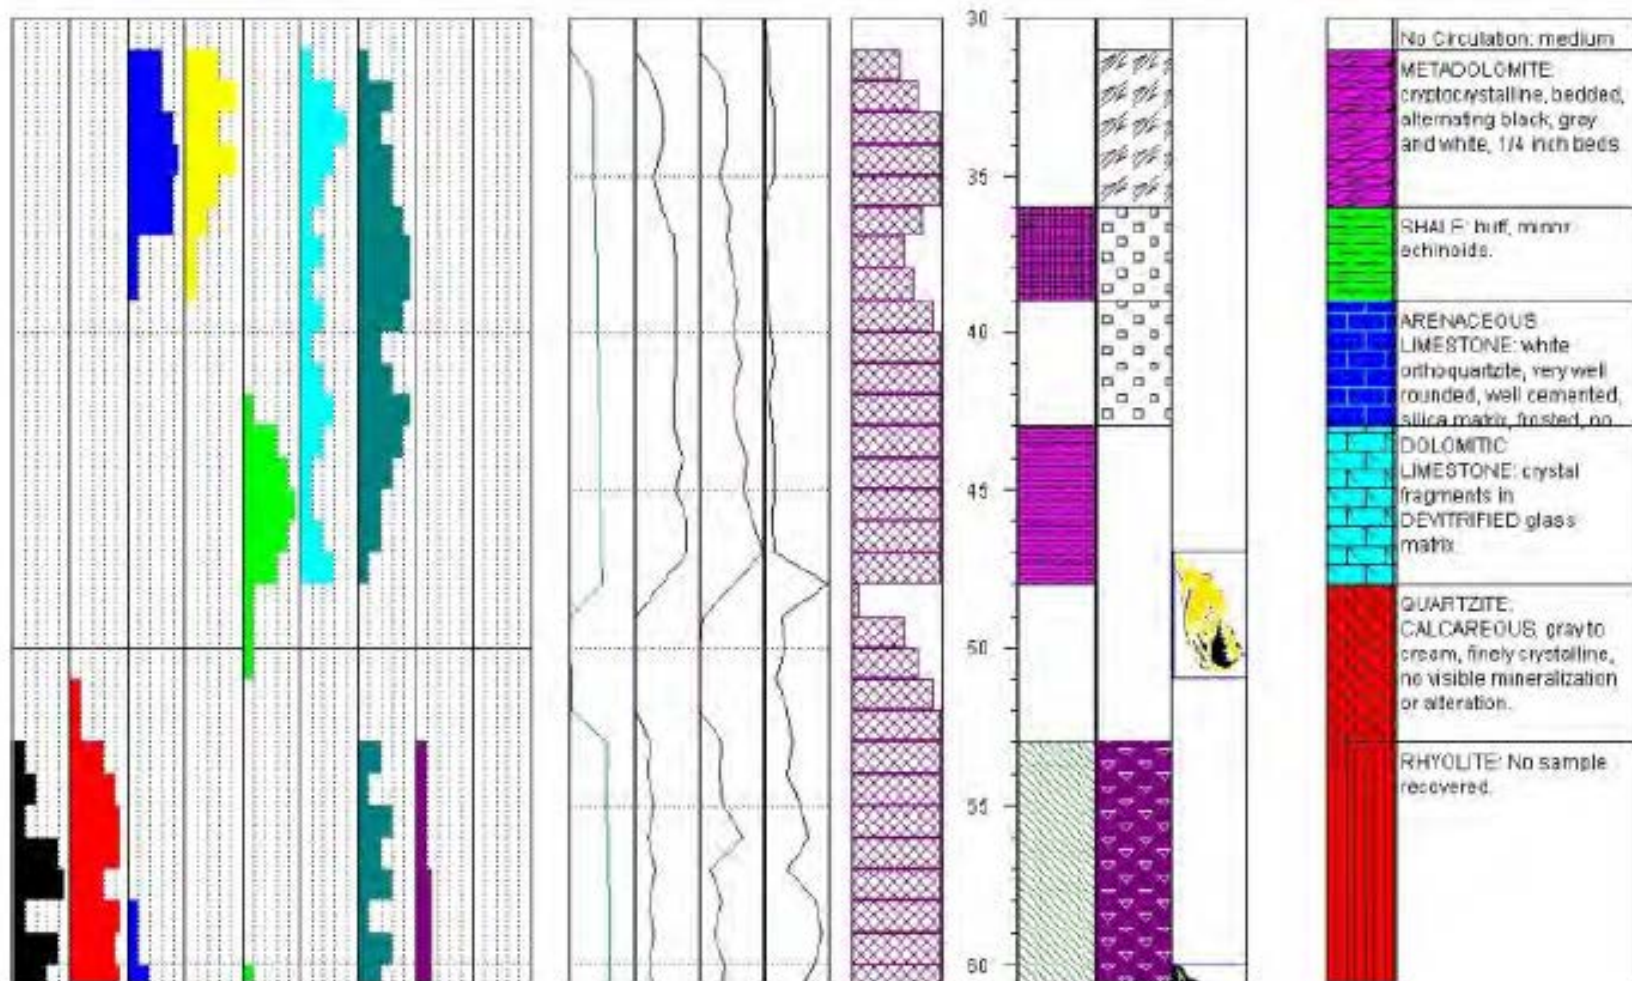 30
No Circulation: medium
METADOLOMITE:
cryptocrystalline, bedded,
alternating black, gray
and white, 1/4 inch beds
35
SHALE: buff, minor
echinoids.
40
ARENACEOUS
LIMESTONE: white
orthoquartzite, very well
rounded, well cemented,
silica matrix, frosted, no
DOLOMITIC
LIMESTONE: crystal
fragments in
DEVITRIFIED glass
matrix.
45
QUARTZITE,
CALCAREOUS, gray to
cream, finely crystalline,
no visible mineralization
or alteration.
50
RHYOLITE: No sample
recovered.
55
60